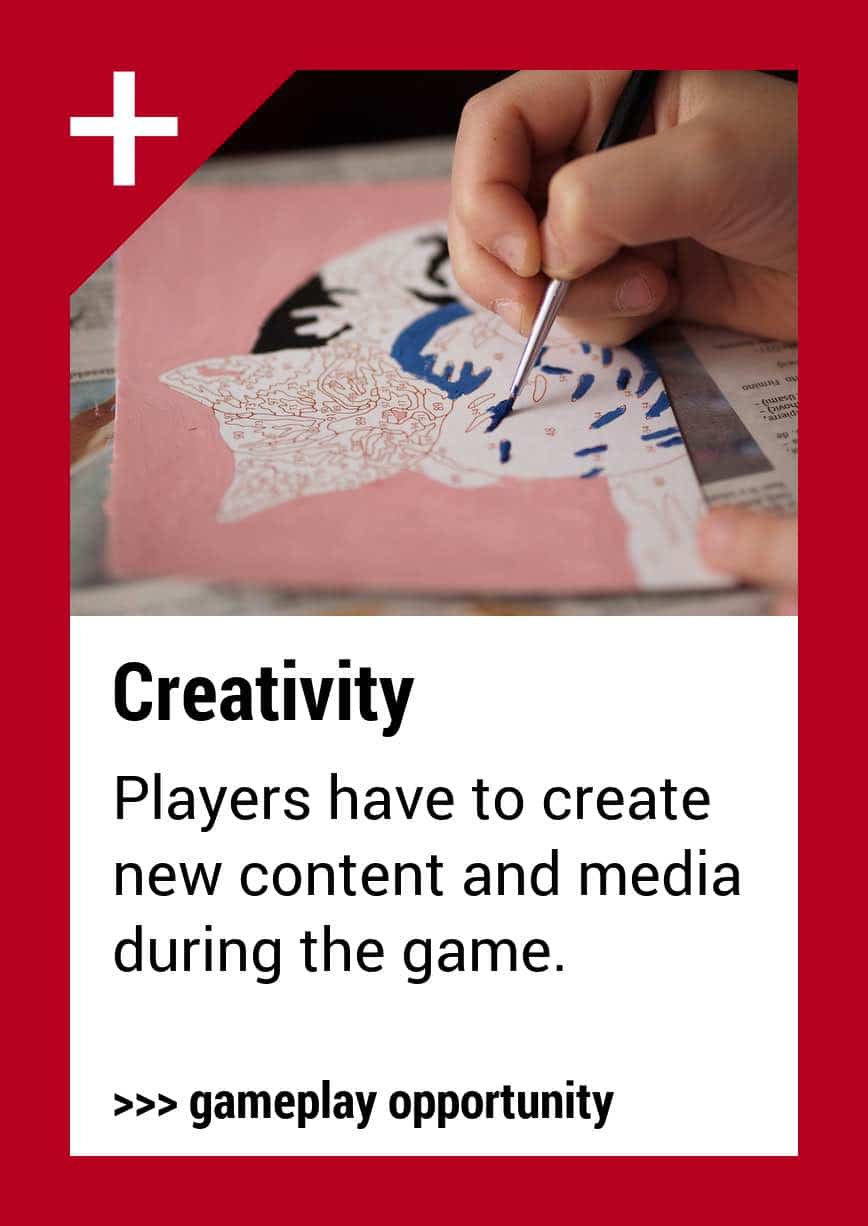 Creativity
Players have to create
new content and media
during the game.
>>> gameplay opportunity